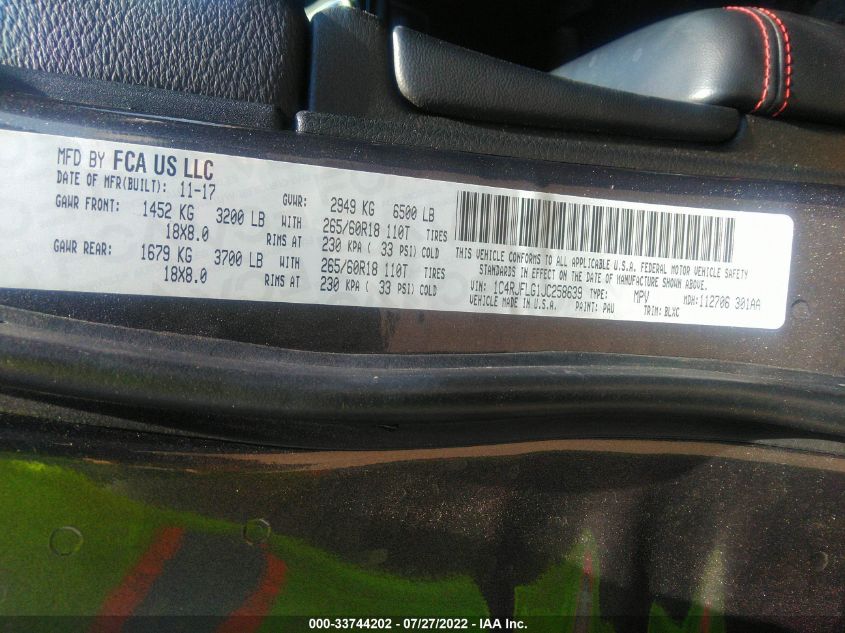 MFD BY FCA US LLC
DATE OF MFR(BUILT): 11-17 GVWR: 2949 KG 6500 LB
GAWR FRONT: 1452 KG 3200 LB WITH 265/60R18 110T TIRES
18X8.0 RIMS AT 230 KPA ( 33 PSI) COLD
GAWR REAR: 1679 KG 3700 LB WITH 265/60R18 110T TIRES
18X8.0 RIMS AT 230 KPA ( 33 PSI) COLD
THIS VEHICLE CONFORMS TO ALL APPLICABLE U.S.A. FEDERAL MOTOR VEHICLE SAFETY
STANDARDS IN EFFECT ON THE DATE OF MANUFACTURE SHOWN ABOVE.
VIN: 1C4RJFLG1JC258639 TYPE: MPV MDH:112706 301AA
VEHICLE MADE IN U.S.A. PAINT: PAU TRIM: BLXC
000-33744202 - 07/27/2022 - IAA Inc.